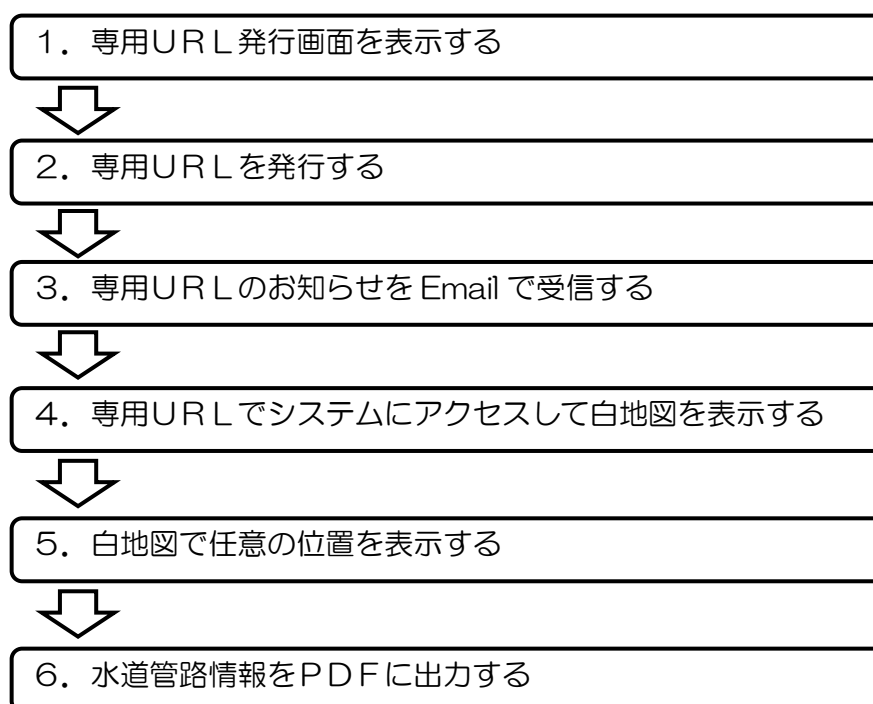 １．専用ＵＲＬ発行画面を表示する
２．専用ＵＲＬを発行する
３．専用ＵＲＬのお知らせを Email で受信する
４．専用ＵＲＬでシステムにアクセスして白地図を表示する
５．白地図で任意の位置を表示する
６．水道管路情報をＰＤＦに出力する